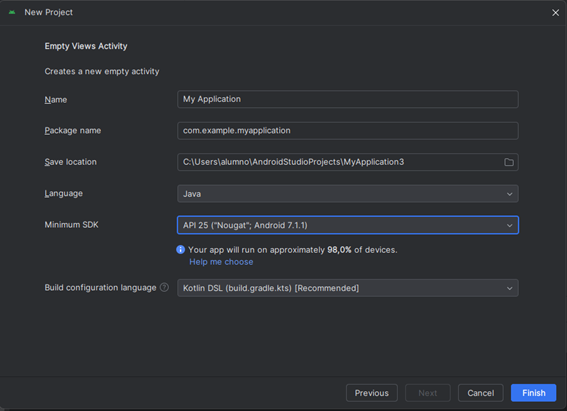 New Project
Empty Views Activity
Creates a new empty activity
Name My Application
Package name com.example.myapplication
Save location C:\Users\alumno\AndroidStudioProjects\MyApplication3
Language Java
Minimum SDK API 25 ("Nougat"; Android 7.1.1)
Your app will run on approximately 98,0% of devices.
Help me choose
Build configuration language Kotlin DSL (build.gradle.kts) [Recommended]
Previous Next Cancel Finish